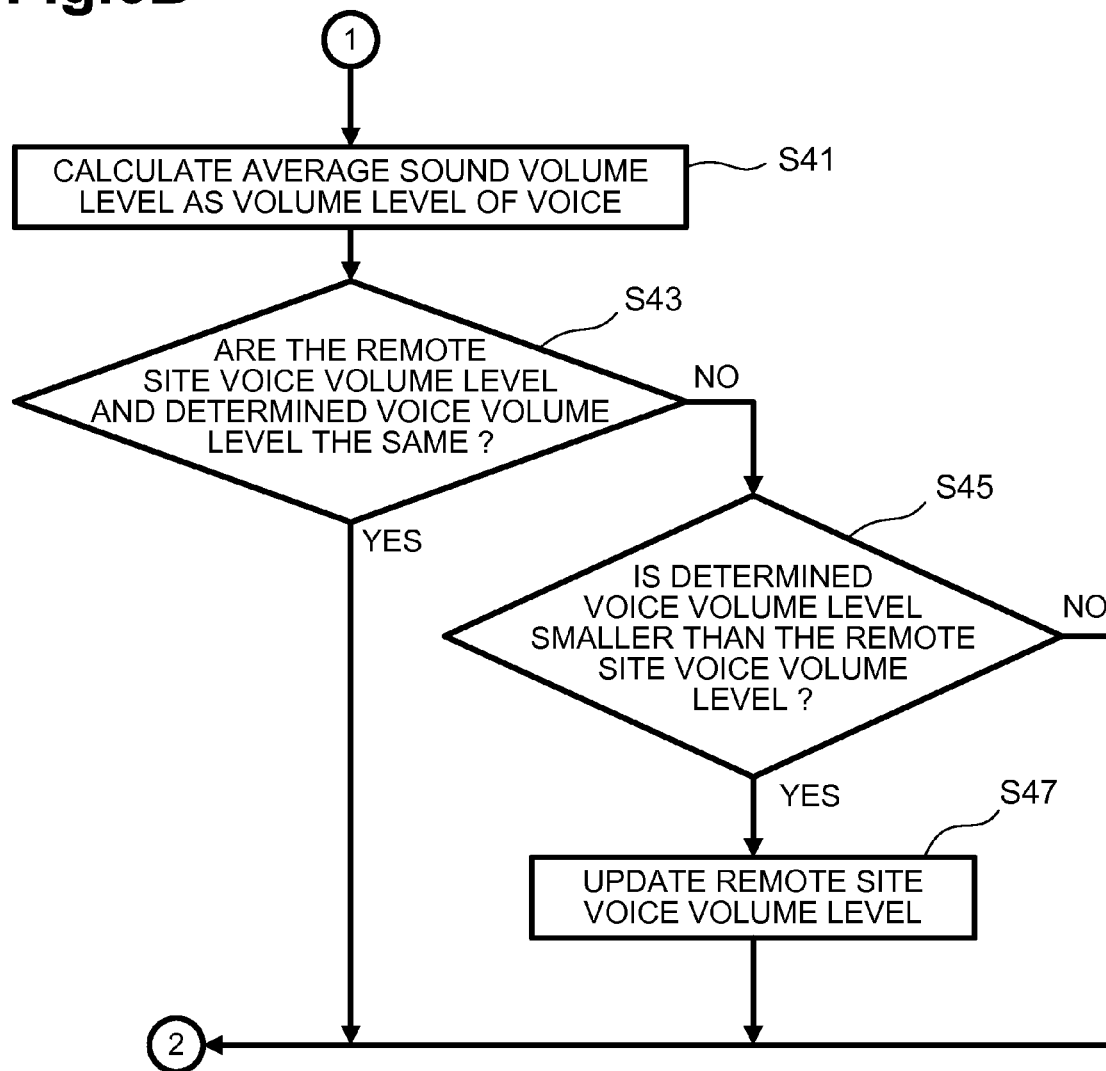 1
CALCULATE AVERAGE SOUND VOLUME
LEVEL AS VOLUME LEVEL OF VOICE
S41
S43
ARE THE REMOTE
SITE VOICE VOLUME LEVEL
AND DETERMINED VOICE VOLUME
LEVEL THE SAME ?
NO
YES
S45
IS DETERMINED
VOICE VOLUME LEVEL
SMALLER THAN THE REMOTE
SITE VOICE VOLUME
LEVEL ?
NO
YES
S47
UPDATE REMOTE SITE
VOICE VOLUME LEVEL
2